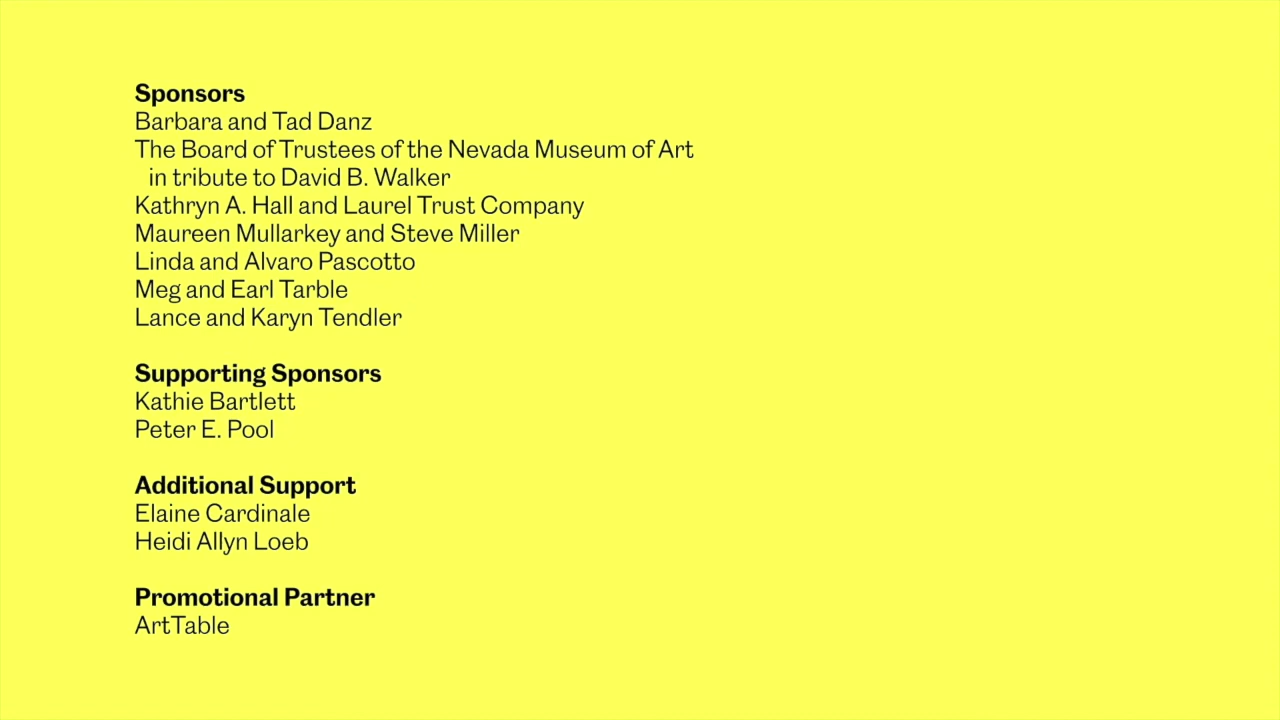 Sponsors
Barbara and Tad Danz
The Board of Trustees of the Nevada Museum of Art
in tribute to David B. Walker
Kathryn A. Hall and Laurel Trust Company
Maureen Mullarkey and Steve Miller
Linda and Alvaro Pascotto
Meg and Earl Tarble
Lance and Karyn Tendler
Supporting Sponsors
Kathie Bartlett
Peter E. Pool
Additional Support
Elaine Cardinale
Heidi Allyn Loeb
Promotional Partner
ArtTable